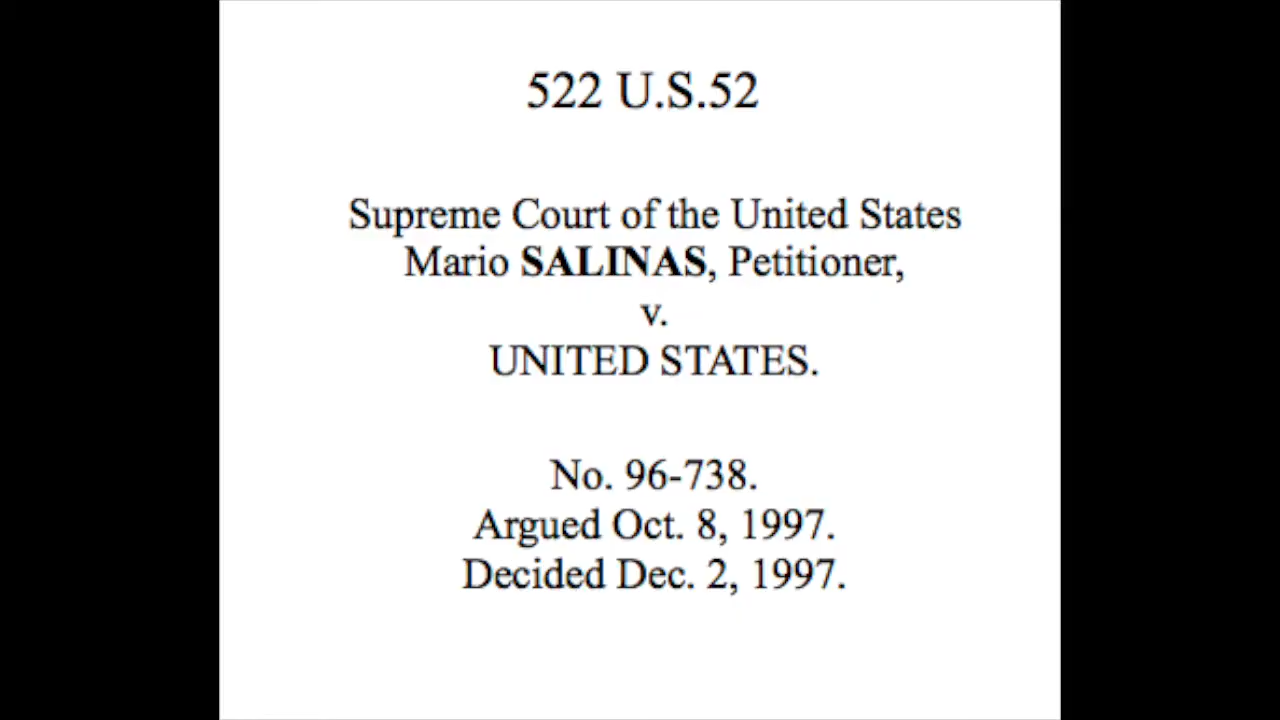 522 U.S.52
Supreme Court of the United States
Mario SALINAS, Petitioner,
v.
UNITED STATES.
No. 96-738.
Argued Oct. 8, 1997.
Decided Dec. 2, 1997.